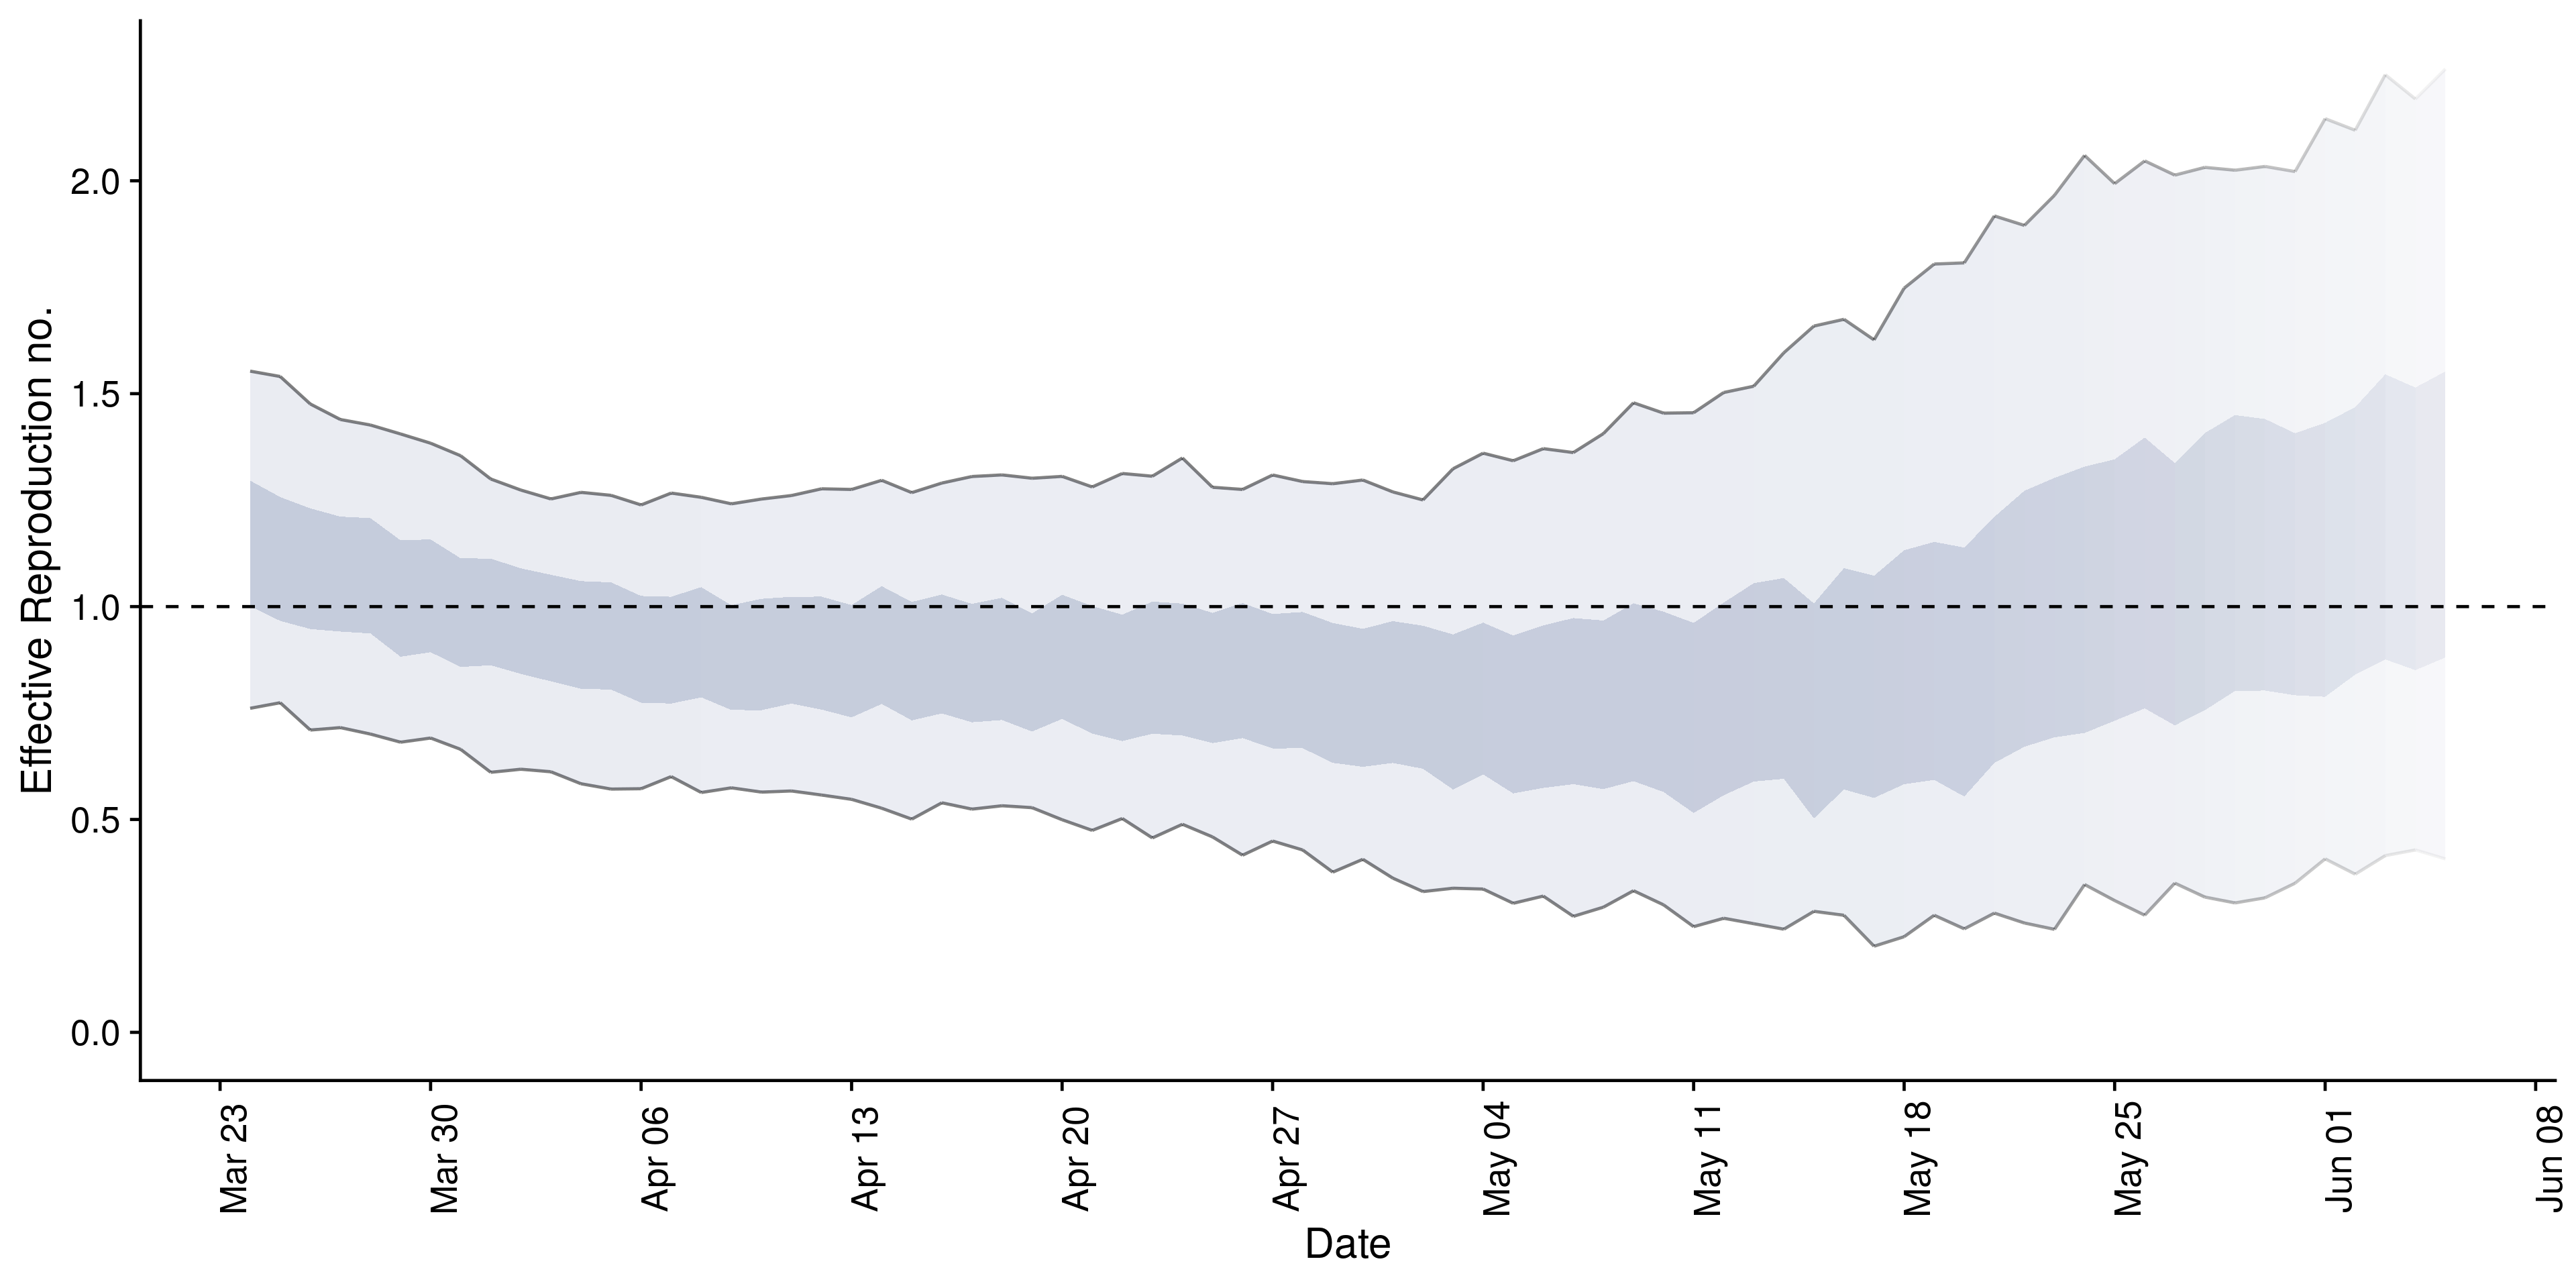 Effective Reproduction no.
2.0
1.5
1.0
0.5
0.0
Mar 23
Mar 30
Apr 06
Apr 13
Apr 20
Apr 27
May 04
May 11
May 18
May 25
Jun 01
Jun 08
Date